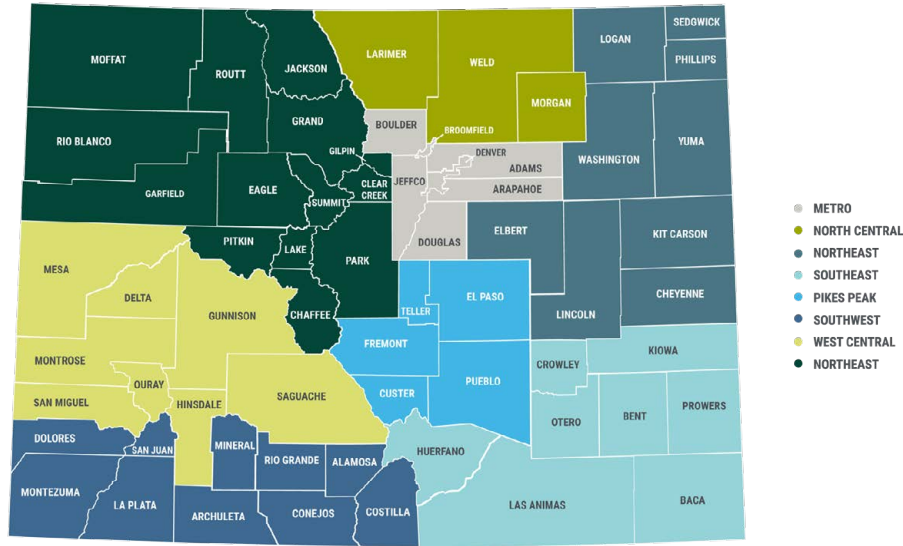 MOFFAT
ROUTT
JACKSON
LARIMER
WELD
LOGAN
SEDGWICK
PHILLIPS
MORGAN
RIO BLANCO
GRAND
BOULDER
BROOMFIELD
GILPIN
DENVER
ADAMS
WASHINGTON
YUMA
GARFIELD
EAGLE
SUMMIT
CLEAR
CREEK
JEFFCO
ARAPAHOE
PITKIN
LAKE
PARK
DOUGLAS
ELBERT
KIT CARSON
MESA
DELTA
GUNNISON
CHAFFEE
TELLER
EL PASO
LINCOLN
CHEYENNE
MONTROSE
OURAY
FREMONT
CROWLEY
KIOWA
SAN MIGUEL
HINSDALE
SAGUACHE
CUSTER
PUEBLO
OTERO
BENT
PROWERS
DOLORES
SAN JUAN
MINERAL
RIO GRANDE
ALAMOSA
HUERFANO
MONTEZUMA
LA PLATA
ARCHULETA
CONEJOS
COSTILLA
LAS ANIMAS
BACA
METRO
NORTH CENTRAL
NORTHEAST
SOUTHEAST
PIKES PEAK
SOUTHWEST
WEST CENTRAL
NORTHEAST